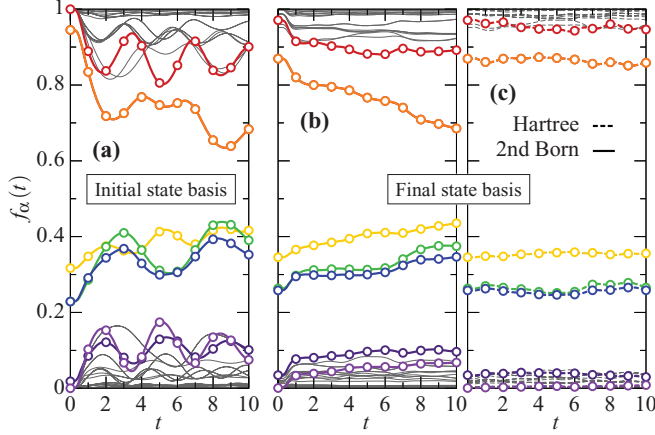 1
0.8
0.6
0.4
0.2
0
f_α(t)
(a)
(b)
(c)
Hartree
2nd Born
Initial state basis
Final state basis
0 2 4 6 8 10
0 2 4 6 8 10
0 2 4 6 8 10
t
t
t